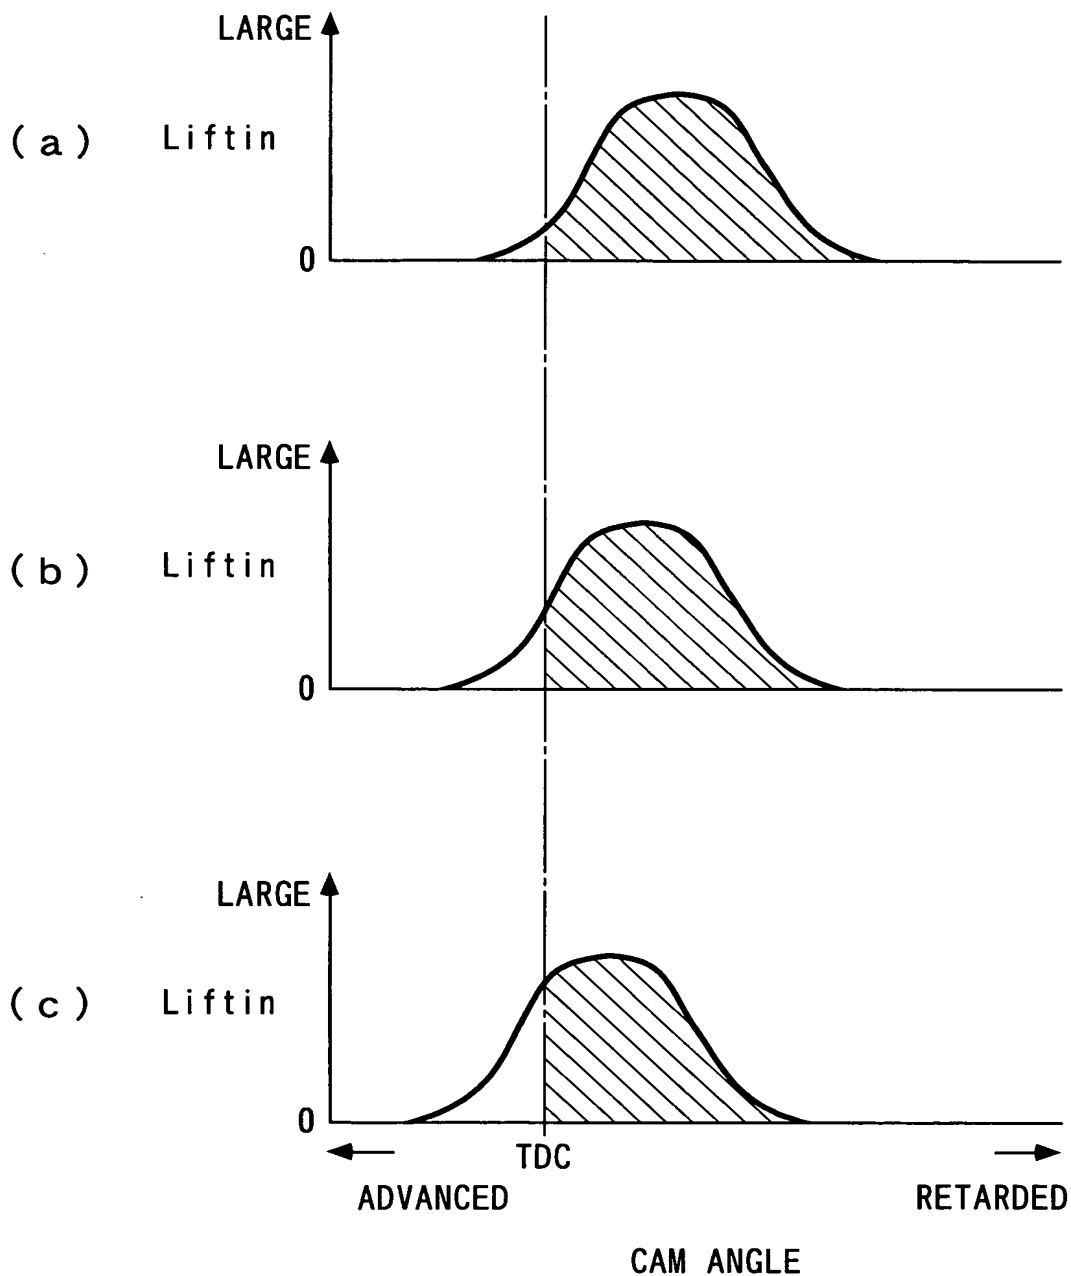 LARGE
(a) Liftin
0
LARGE
(b) Liftin
0
LARGE
(c) Liftin
0
TDC
ADVANCED RETARDED
CAM ANGLE